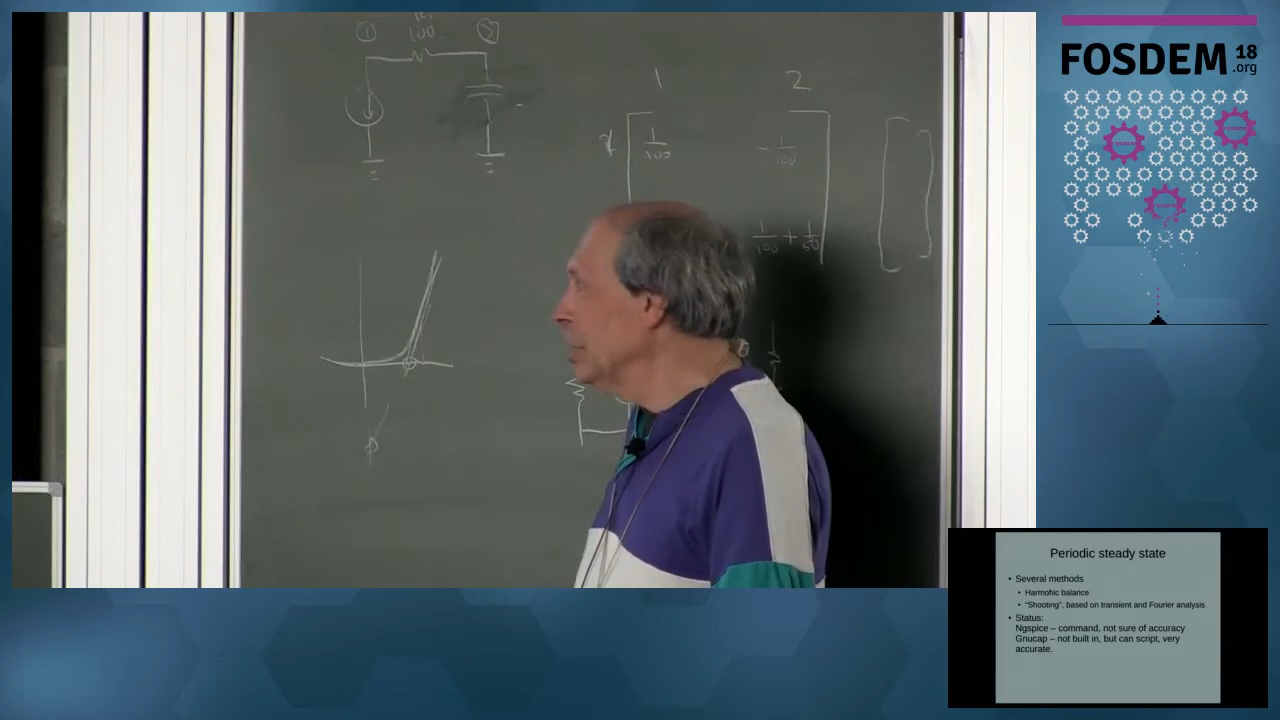 ① ②
100
1 2
1/100 -1/100
1/100 + 1/50
FOSDEM 18
.org
Periodic steady state
• Several methods
• Harmonic balance
• "Shooting", based on transient and Fourier analysis
• Status:
Ngspice – command, not sure of accuracy
Gnucap – not built in, but can script, very
accurate.